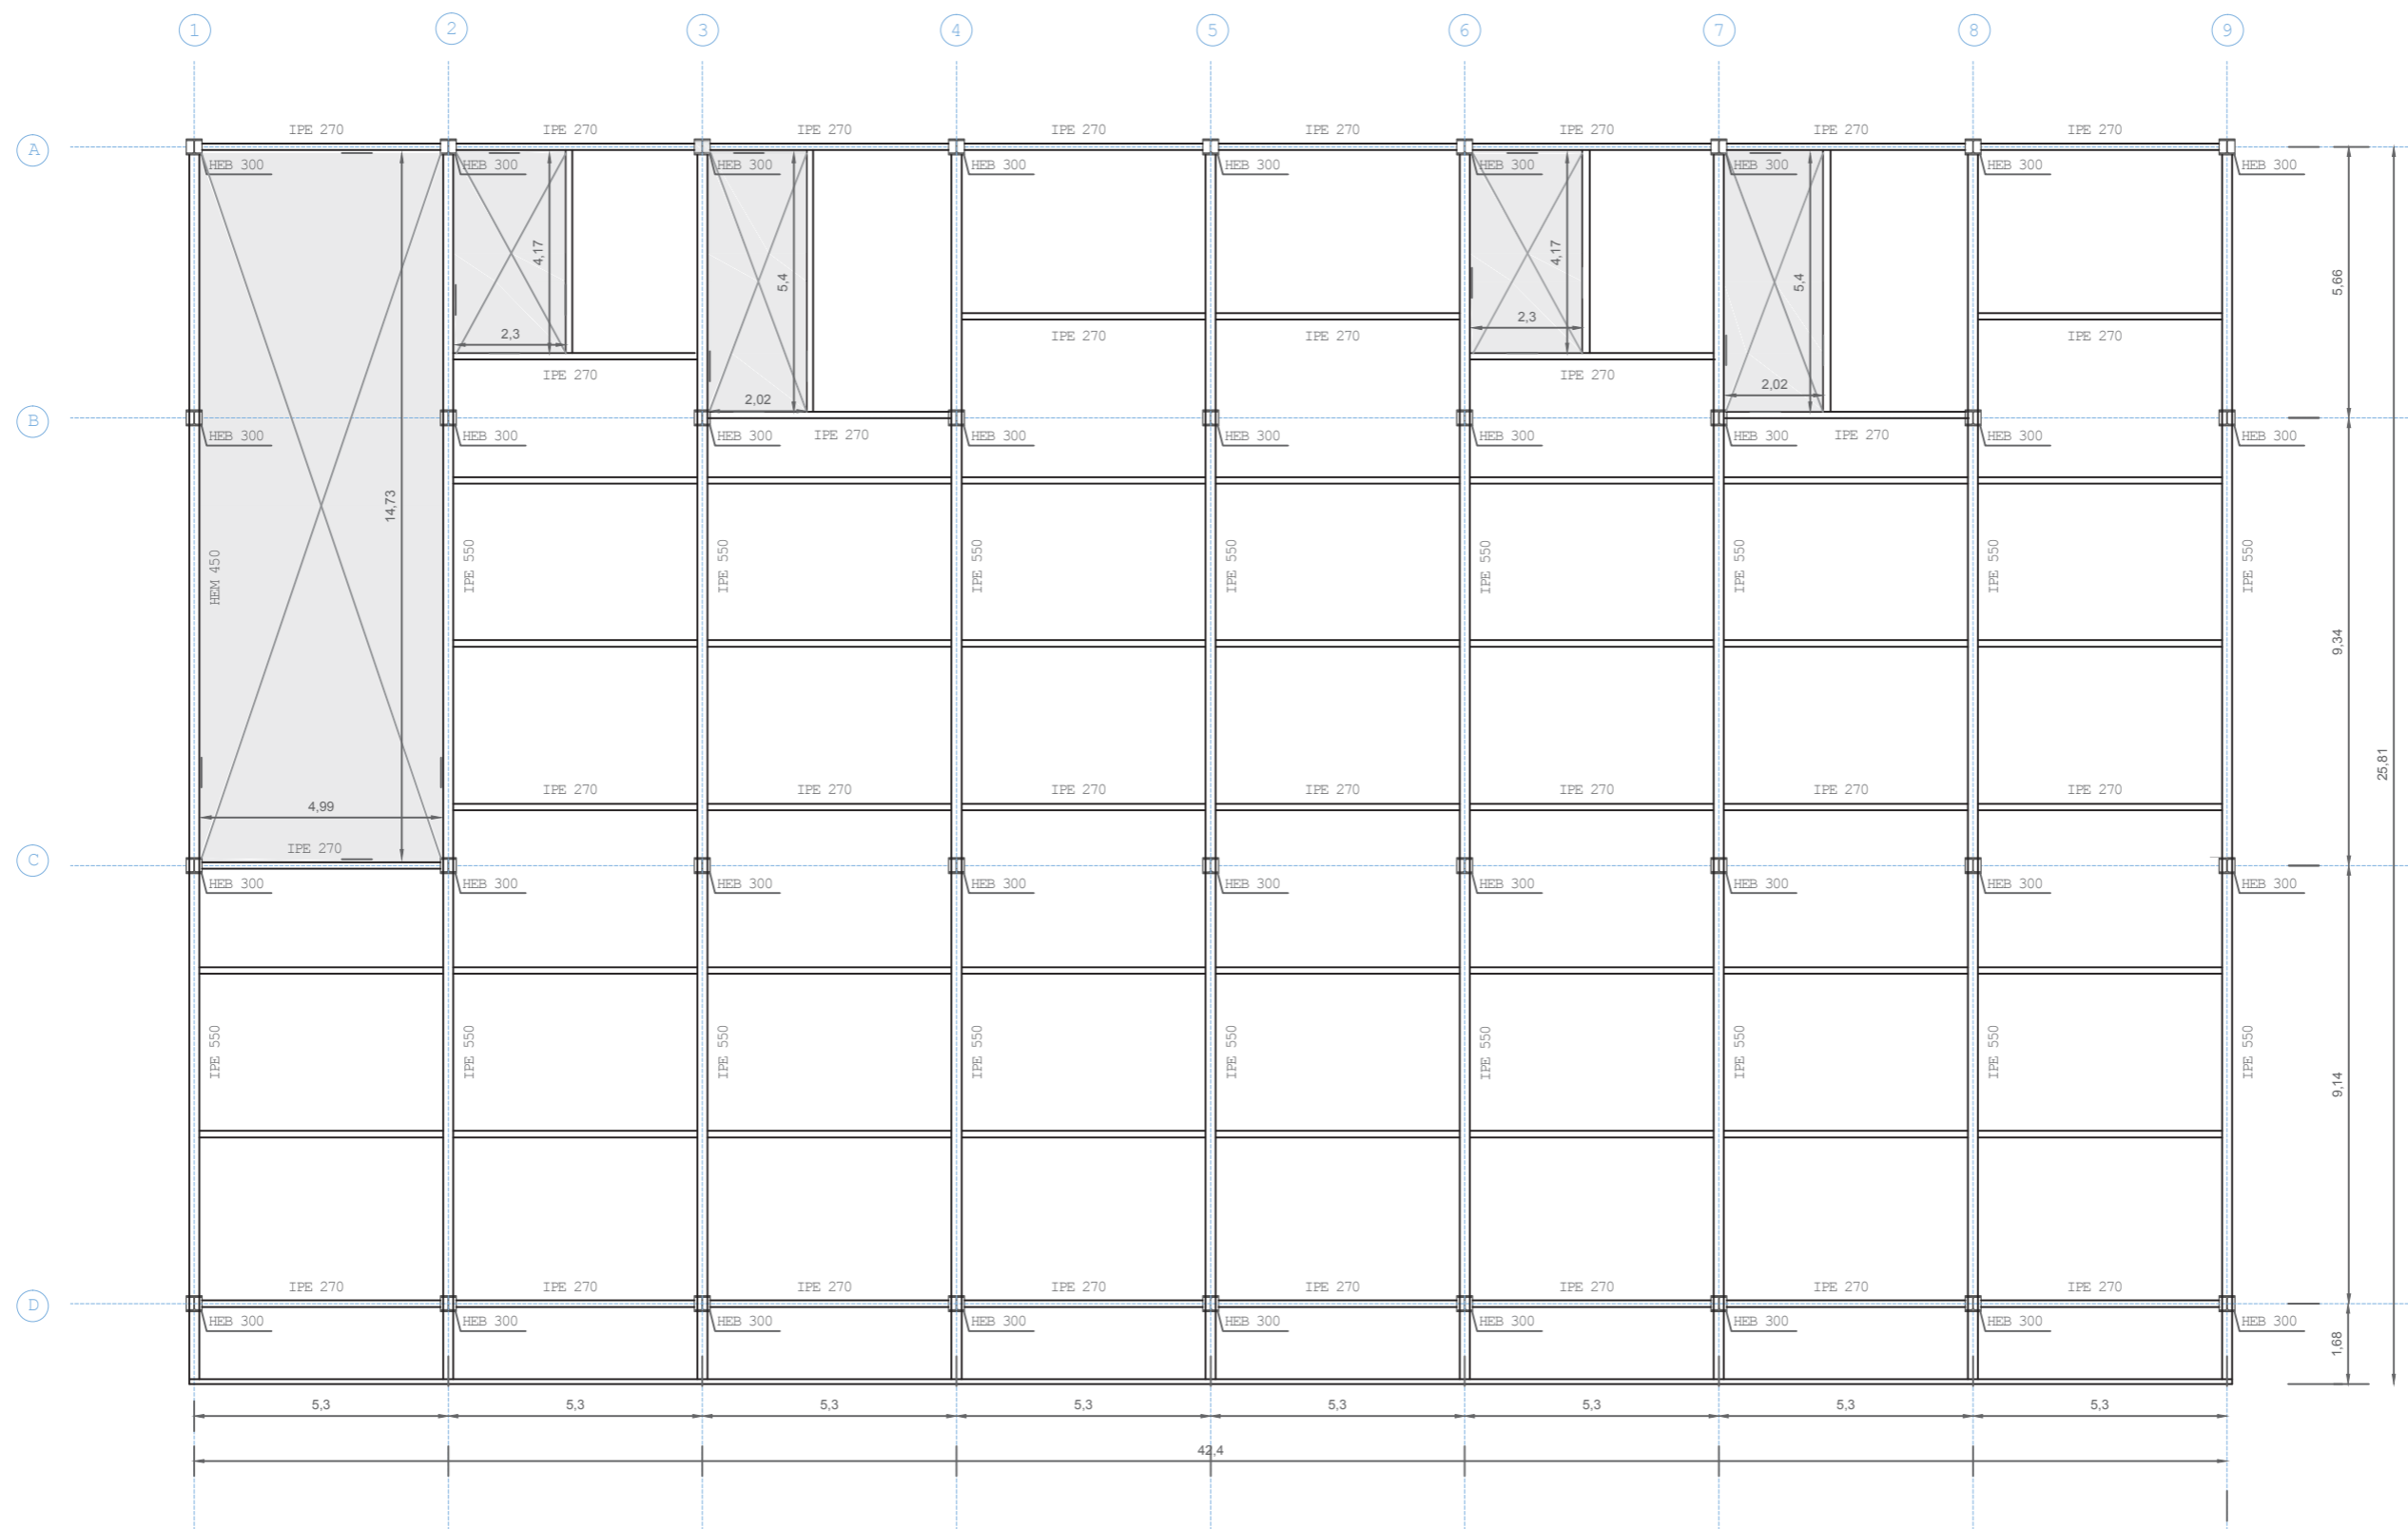 1 2 3 4 5 6 7 8 9
IPE 270 IPE 270 IPE 270 IPE 270 IPE 270 IPE 270 IPE 270 IPE 270
A
HEB 300 HEB 300 HEB 300 HEB 300 HEB 300 HEB 300 HEB 300 HEB 300 HEB 300
4,17 5,4 4,17 5,4 5,66
2,3 IPE 270 IPE 270 2,3 IPE 270
IPE 270 IPE 270
2,02 2,02
B
HEB 300 HEB 300 HEB 300 IPE 270 HEB 300 HEB 300 HEB 300 HEB 300 IPE 270 HEB 300 HEB 300
14,73
HEM 450 IPE 550 IPE 550 IPE 550 IPE 550 IPE 550 IPE 550 IPE 550 IPE 550
9,34
25,81
IPE 270 IPE 270 IPE 270 IPE 270 IPE 270 IPE 270 IPE 270
4,99
IPE 270
C
HEB 300 HEB 300 HEB 300 HEB 300 HEB 300 HEB 300 HEB 300 HEB 300 HEB 300
IPE 550 IPE 550 IPE 550 IPE 550 IPE 550 IPE 550 IPE 550 IPE 550 IPE 550
9,14
IPE 270 IPE 270 IPE 270 IPE 270 IPE 270 IPE 270 IPE 270 IPE 270
D
HEB 300 HEB 300 HEB 300 HEB 300 HEB 300 HEB 300 HEB 300 HEB 300 HEB 300
1,68
5,3 5,3 5,3 5,3 5,3 5,3 5,3 5,3
42,4